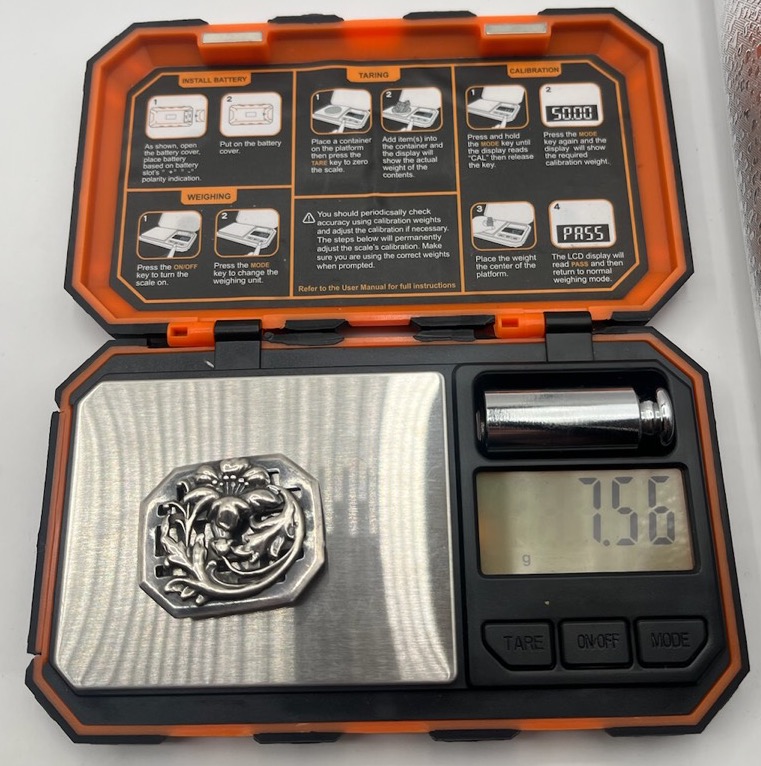 INSTALL BATTERY
1
2
As shown, open
the battery cover,
place battery
based on battery
slot's "+" "-"
polarity indication.
Put on the battery
cover.
TARING
1
2
Place a container
on the platform
then press the
TARE key to zero
the scale.
Add item(s) into
the container and
the display will
show the actual
weight of the
contents.
CALIBRATION
1
2
50.00
Press and hold
the MODE key until
the display reads
"CAL" then release
the key.
Press the MODE
key again and the
display will show
the required
calibration weight.
WEIGHING
1
2
Press the ON/OFF
key to turn the
scale on.
Press the MODE
key to change the
weighing unit.
You should periodicsally check
accuracy using calibration weights
and adjust the calibration if necessary.
The steps below will permanently
adjust the scale's calibration. Make
sure you are using the correct weights
when prompted.
Refer to the User Manual for full instructions
3
4
PASS
Place the weight
the center of the
platform.
The LCD display will
read PASS and then
return to normal
weighing mode.
7.56
g
TARE
ON/OFF
MODE